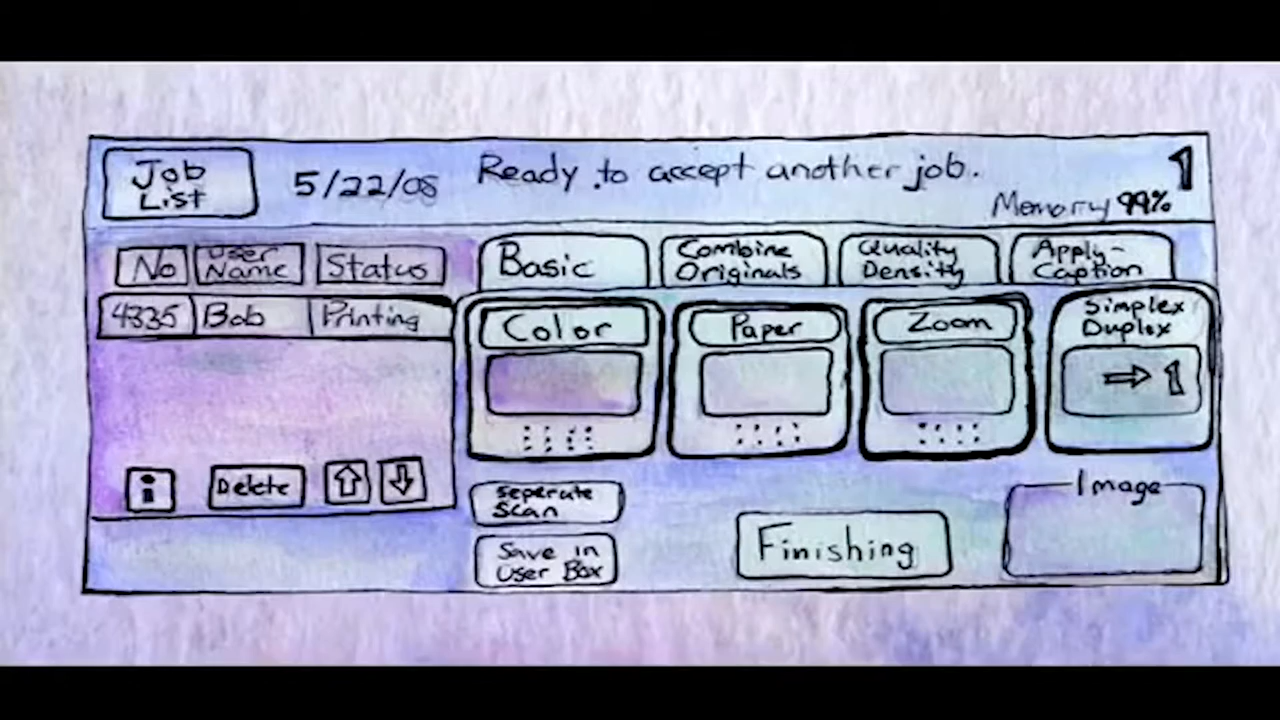 Job
List
5/22/08
Ready to accept another job.
1
Memory 99%
No
User
Name
Status
4335
Bob
Printing
i
Delete
Basic
Combine
Originals
Quality
Density
Apply-
Caption
Color
Paper
Zoom
Simplex
Duplex
1
Seperate
Scan
Save in
User Box
Finishing
Image